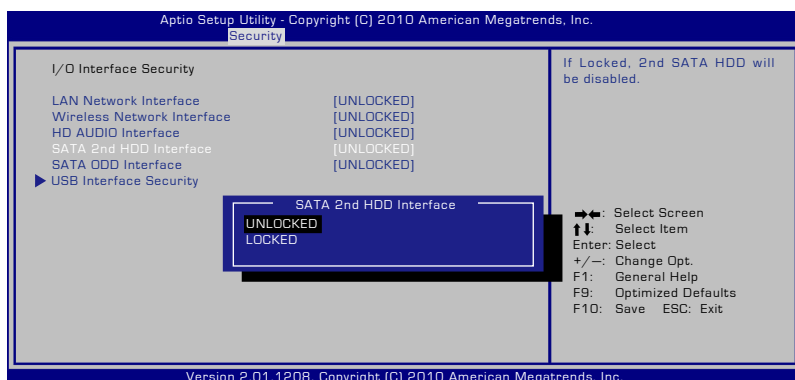 Aptio Setup Utility - Copyright (C) 2010 American Megatrends, Inc.
Security
I/O Interface Security
LAN Network Interface [UNLOCKED]
Wireless Network Interface [UNLOCKED]
HD AUDIO Interface [UNLOCKED]
SATA 2nd HDD Interface [UNLOCKED]
SATA ODD Interface [UNLOCKED]
USB Interface Security
SATA 2nd HDD Interface
UNLOCKED
LOCKED
If Locked, 2nd SATA HDD will
be disabled.
→←: Select Screen
↑↓: Select Item
Enter: Select
+/—: Change Opt.
F1: General Help
F9: Optimized Defaults
F10: Save ESC: Exit
Version 2.01.1208. Copyright (C) 2010 American Megatrends, Inc.